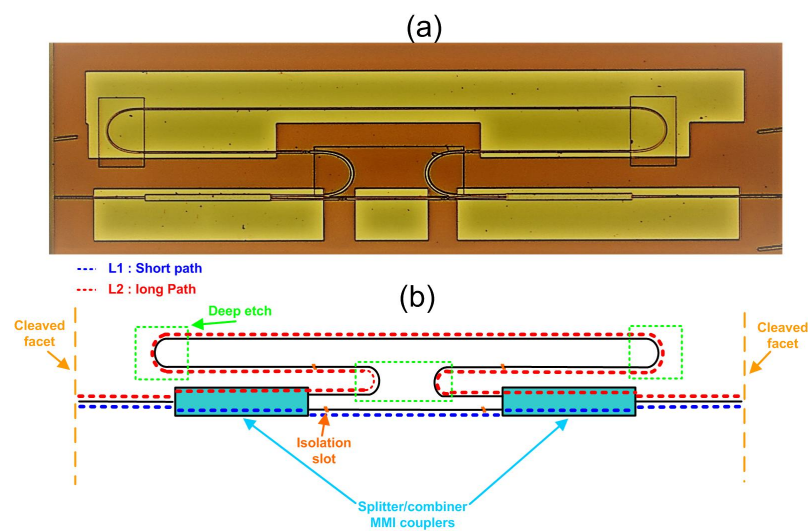 (a)
L1 : Short path
L2 : long Path
(b)
Deep etch
Cleaved
facet
Cleaved
facet
Isolation
slot
Splitter/combiner
MMI couplers